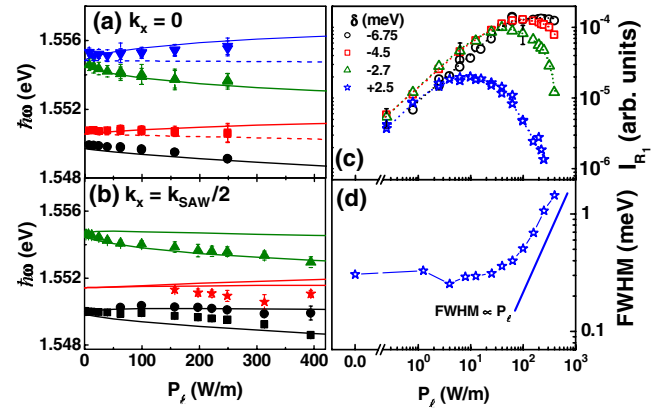 (a) k_x = 0
1.556
1.552
1.548
ħω (eV)
(b) k_x = k_SAW/2
1.556
1.552
1.548
ħω (eV)
0 100 200 300 400
P_ℓ (W/m)
δ (meV)
-6.75
-4.5
-2.7
+2.5
(c)
10^-4
10^-5
10^-6
I_R₁ (arb. units)
(d)
FWHM ∝ P_ℓ
1
0.1
FWHM (meV)
0.0 10^0 10^1 10^2 10^3
P_ℓ (W/m)